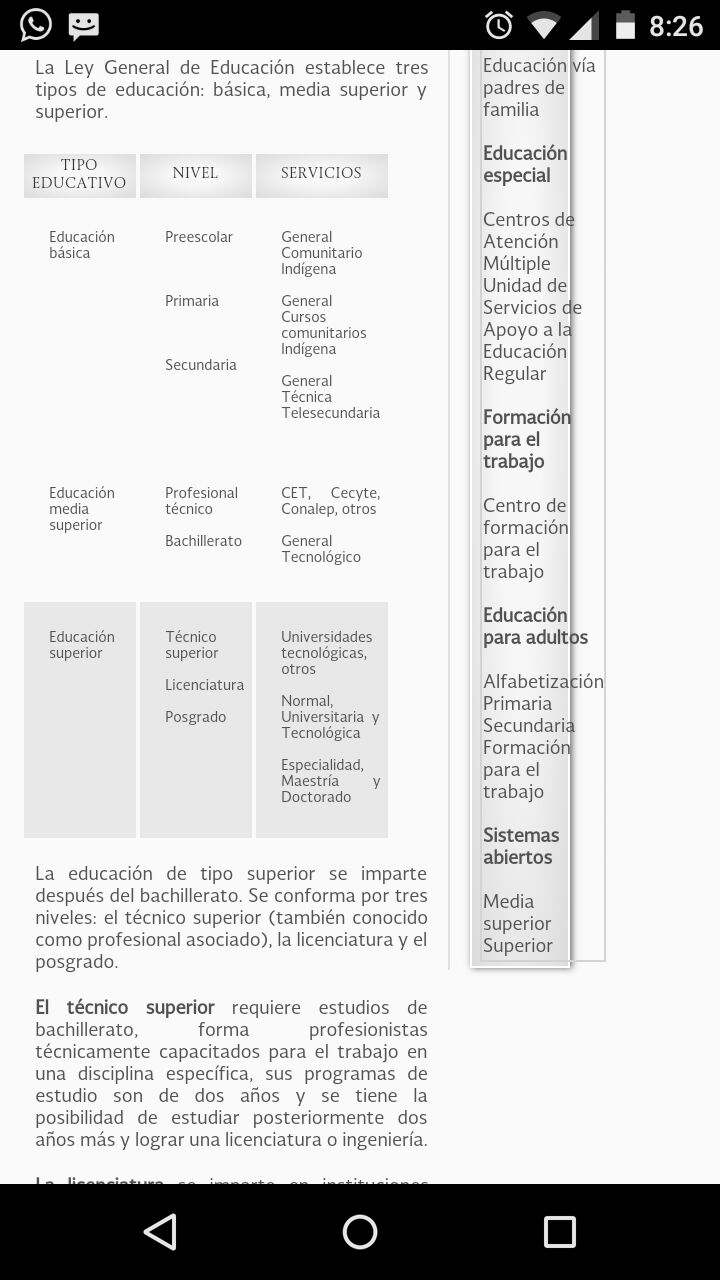 8:26
La Ley General de Educación establece tres
tipos de educación: básica, media superior y
superior.
TIPO
EDUCATIVO
NIVEL
SERVICIOS
Educación
básica
Preescolar
General
Comunitario
Indígena
Primaria
General
Cursos
comunitarios
Indígena
Secundaria
General
Técnica
Telesecundaria
Educación
media
superior
Profesional
técnico
CET, Cecyte,
Conalep, otros
Bachillerato
General
Tecnológico
Educación
superior
Técnico
superior
Universidades
tecnológicas,
otros
Licenciatura
Normal,
Universitaria y
Tecnológica
Posgrado
Especialidad,
Maestría y
Doctorado
La educación de tipo superior se imparte
después del bachillerato. Se conforma por tres
niveles: el técnico superior (también conocido
como profesional asociado), la licenciatura y el
posgrado.
El técnico superior requiere estudios de
bachillerato, forma profesionistas
técnicamente capacitados para el trabajo en
una disciplina específica, sus programas de
estudio son de dos años y se tiene la
posibilidad de estudiar posteriormente dos
años más y lograr una licenciatura o ingeniería.
La licenciatura se imparte en instituciones
Educación vía
padres de
familia
Educación
especial
Centros de
Atención
Múltiple
Unidad de
Servicios de
Apoyo a la
Educación
Regular
Formación
para el
trabajo
Centro de
formación
para el
trabajo
Educación
para adultos
Alfabetización
Primaria
Secundaria
Formación
para el
trabajo
Sistemas
abiertos
Media
superior
Superior